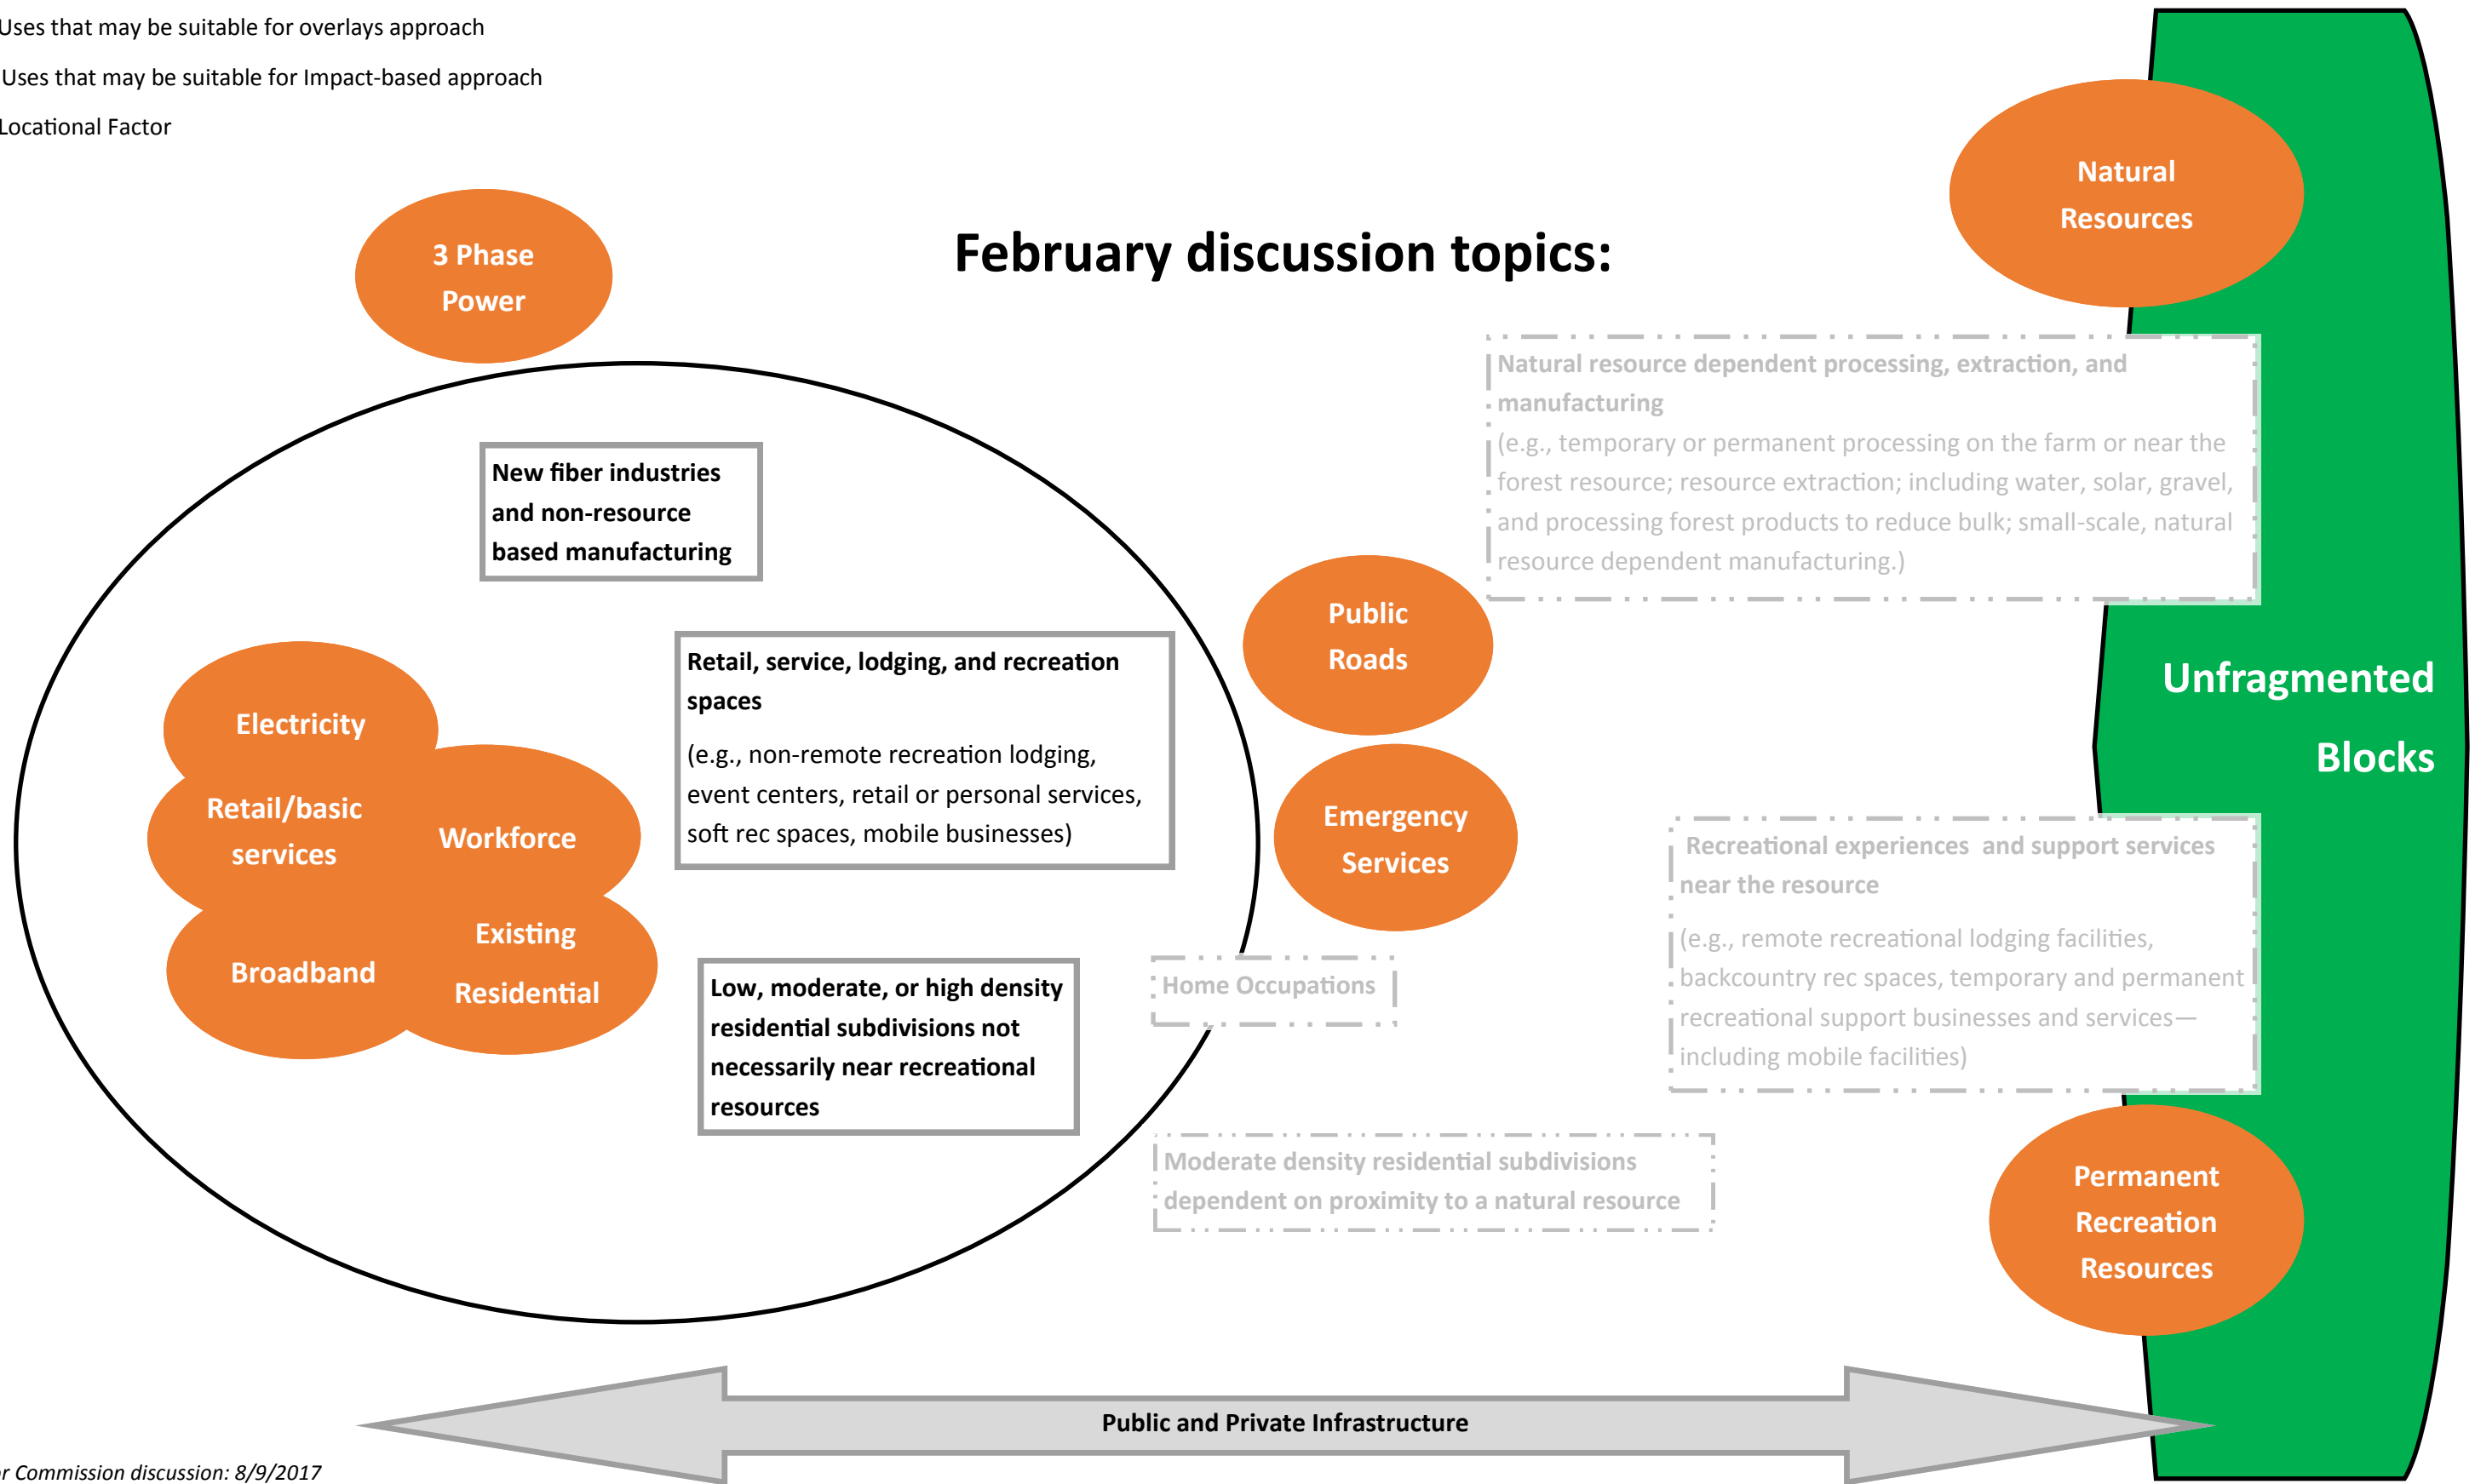 Uses that may be suitable for overlays approach
Uses that may be suitable for Impact-based approach
Locational Factor
February discussion topics:
3 Phase
Power
Natural
Resources
Natural resource dependent processing, extraction, and
manufacturing
(e.g., temporary or permanent processing on the farm or near the
forest resource; resource extraction; including water, solar, gravel,
and processing forest products to reduce bulk; small-scale, natural
resource dependent manufacturing.)
New fiber industries
and non-resource
based manufacturing
Public
Roads
Retail, service, lodging, and recreation
spaces
(e.g., non-remote recreation lodging,
event centers, retail or personal services,
soft rec spaces, mobile businesses)
Unfragmented
Blocks
Electricity
Retail/basic
services
Workforce
Broadband
Existing
Residential
Emergency
Services
Recreational experiences and support services
near the resource
(e.g., remote recreational lodging facilities,
backcountry rec spaces, temporary and permanent
recreational support businesses and services—
including mobile facilities)
Home Occupations
Low, moderate, or high density
residential subdivisions not
necessarily near recreational
resources
Moderate density residential subdivisions
dependent on proximity to a natural resource
Permanent
Recreation
Resources
Public and Private Infrastructure
or Commission discussion: 8/9/2017